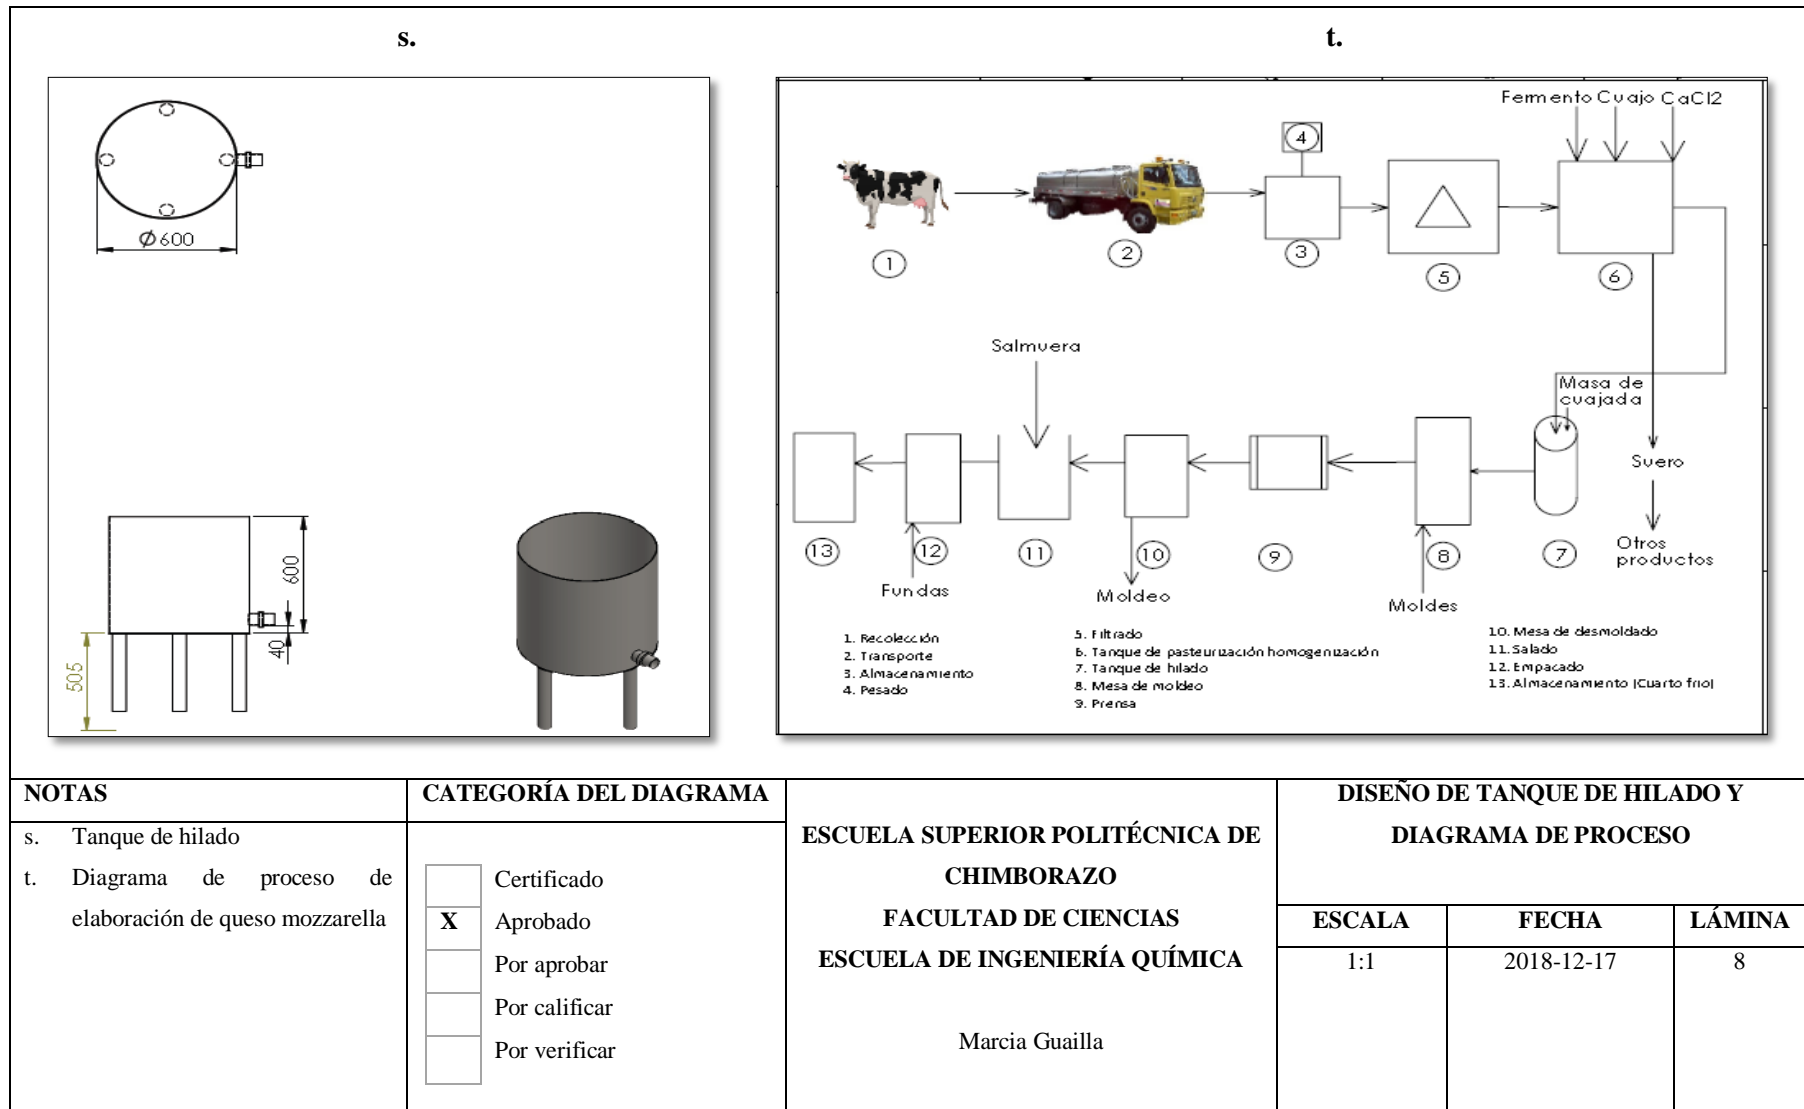 s.
t.
Ø600
600
40
505
Fermento Cuajo CaCl2
4
1
2
3
5
6
Salmuera
Masa de
cuajada
Suero
Otros
productos
13
12
11
10
9
8
7
Fundas
Moldeo
Moldes
1. Recolección
2. Transporte
3. Almacenamiento
4. Pesado
5. Filtrado
6. Tanque de pasteurización homogenización
7. Tanque de hilado
8. Mesa de moldeo
9. Prensa
10. Mesa de desmoldado
11. Salado
12. Empacado
13. Almacenamiento (Cuarto frio)
NOTAS
s. Tanque de hilado
t. Diagrama de proceso de
elaboración de queso mozzarella
CATEGORÍA DEL DIAGRAMA
Certificado
X Aprobado
Por aprobar
Por calificar
Por verificar
ESCUELA SUPERIOR POLITÉCNICA DE
CHIMBORAZO
FACULTAD DE CIENCIAS
ESCUELA DE INGENIERÍA QUÍMICA
Marcia Guailla
DISEÑO DE TANQUE DE HILADO Y
DIAGRAMA DE PROCESO
ESCALA FECHA LÁMINA
1:1 2018-12-17 8